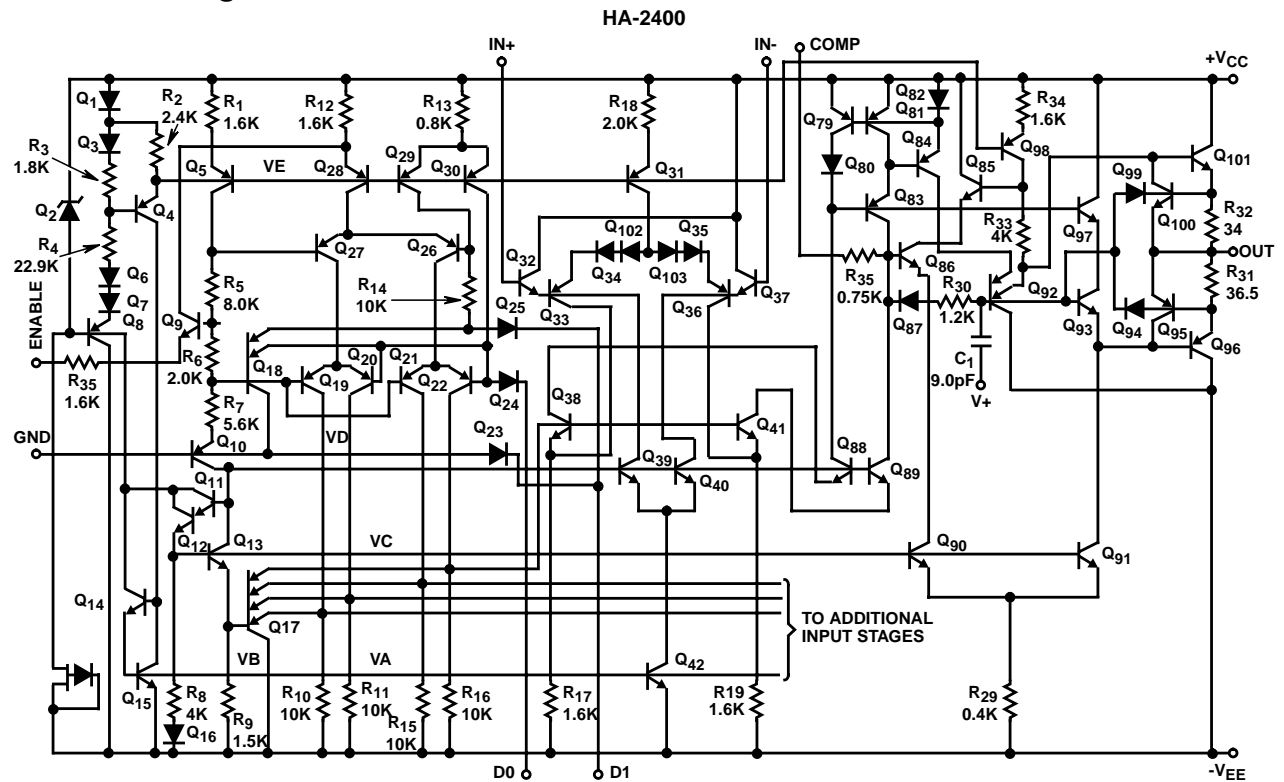 HA-2400
IN+
IN-
COMP
+VCC
Q1
R2
2.4K
R1
1.6K
R12
1.6K
R13
0.8K
R18
2.0K
Q82
Q81
Q79
R34
1.6K
Q3
R3
1.8K
Q5
VE
Q28
Q29
Q30
Q31
Q80
Q84
Q85
Q98
Q101
Q99
Q2
Q4
Q83
Q100
R32
34
R4
22.9K
Q27
Q26
Q102
Q35
R33
4K
Q97
OUT
Q6
Q7
R5
8.0K
R14
10K
Q32
Q34
Q103
R35
0.75K
Q86
R30
1.2K
Q92
R31
36.5
ENABLE
Q8
Q9
Q25
Q33
Q36
Q37
Q87
Q93
Q94
Q95
Q96
R35
1.6K
R6
2.0K
Q18
Q19
Q20
Q21
Q22
Q24
C1
9.0pF
V+
R7
5.6K
Q38
Q41
GND
Q10
VD
Q23
Q39
Q40
Q88
Q89
Q11
Q12
Q13
VC
Q90
Q91
Q14
Q17
TO ADDITIONAL
INPUT STAGES
VB
VA
Q42
Q15
R8
4K
Q16
R9
1.5K
R10
10K
R11
10K
R15
10K
R16
10K
R17
1.6K
R19
1.6K
R29
0.4K
D0
D1
-VEE